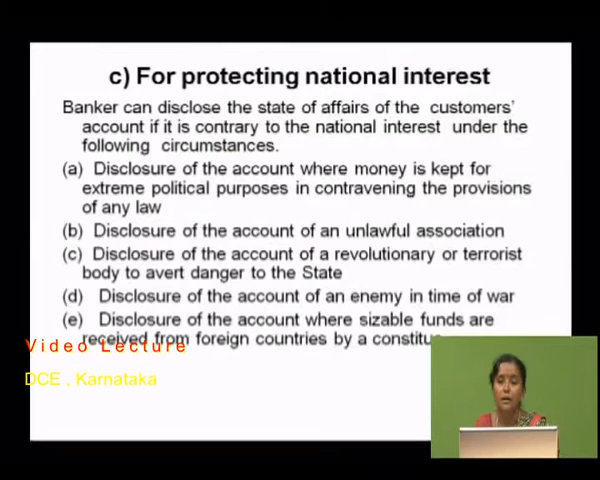 c) For protecting national interest
Banker can disclose the state of affairs of the customers'
account if it is contrary to the national interest under the
following circumstances.
(a) Disclosure of the account where money is kept for
extreme political purposes in contravening the provisions
of any law
(b) Disclosure of the account of an unlawful association
(c) Disclosure of the account of a revolutionary or terrorist
body to avert danger to the State
(d) Disclosure of the account of an enemy in time of war
(e) Disclosure of the account where sizable funds are
received from foreign countries by a
Video Lecture
DCE , Karnataka